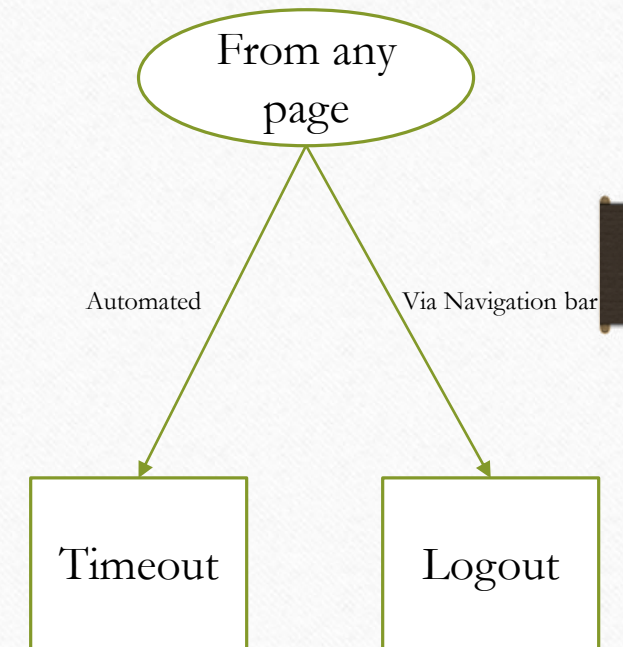 From any
page
Automated
Via Navigation bar
Timeout
Logout